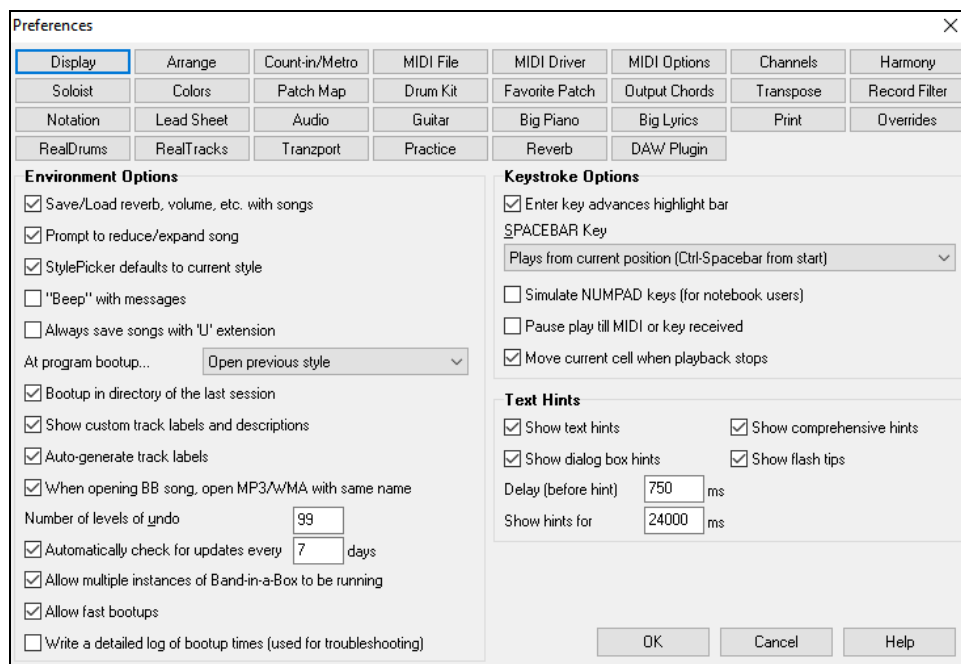 Preferences
Display Arrange Count-in/Metro MIDI File MIDI Driver MIDI Options Channels Harmony
Soloist Colors Patch Map Drum Kit Favorite Patch Output Chords Transpose Record Filter
Notation Lead Sheet Audio Guitar Big Piano Big Lyrics Print Overrides
RealDrums RealTracks Tranzport Practice Reverb DAW Plugin
Environment Options
Save/Load reverb, volume, etc. with songs
Prompt to reduce/expand song
StylePicker defaults to current style
"Beep" with messages
Always save songs with 'U' extension
At program bootup... Open previous style
Bootup in directory of the last session
Show custom track labels and descriptions
Auto-generate track labels
When opening BB song, open MP3/WMA with same name
Number of levels of undo 99
Automatically check for updates every 7 days
Allow multiple instances of Band-in-a-Box to be running
Allow fast bootups
Write a detailed log of bootup times (used for troubleshooting)
Keystroke Options
Enter key advances highlight bar
SPACEBAR Key
Plays from current position (Ctrl-Spacebar from start)
Simulate NUMPAD keys (for notebook users)
Pause play till MIDI or key received
Move current cell when playback stops
Text Hints
Show text hints Show comprehensive hints
Show dialog box hints Show flash tips
Delay (before hint) 750 ms
Show hints for 24000 ms
OK Cancel Help